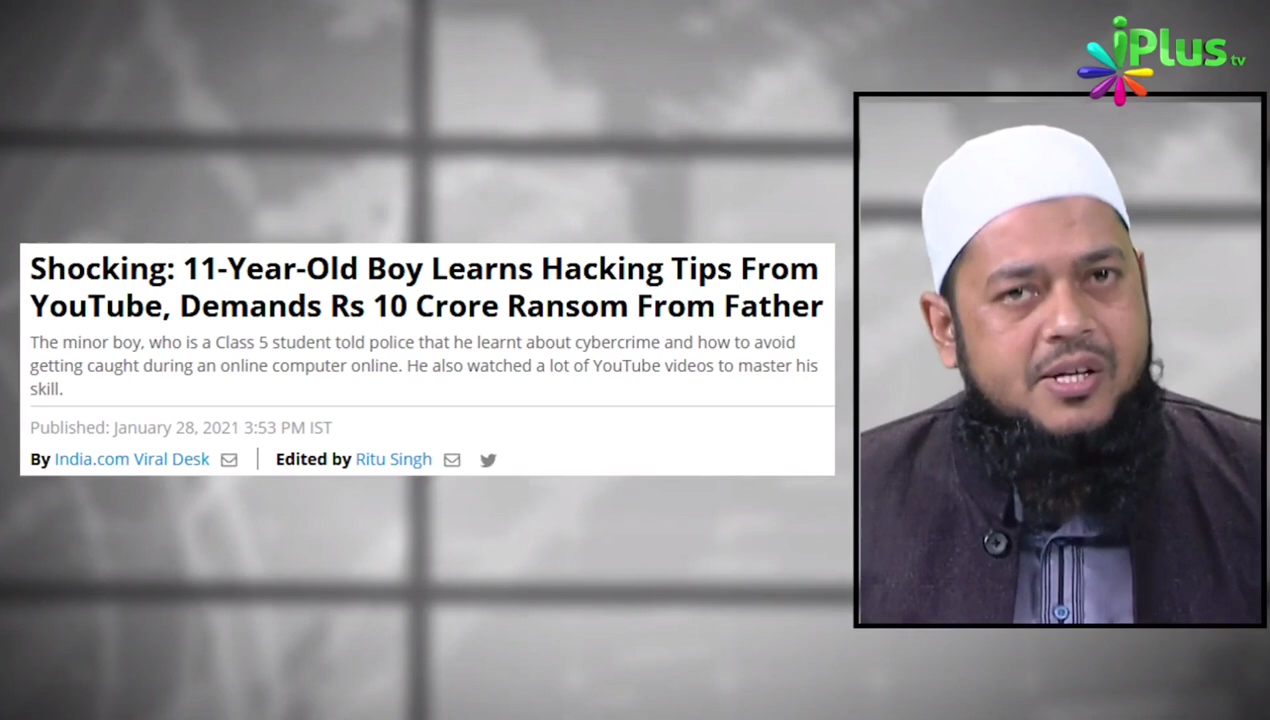 iPlus tv
Shocking: 11-Year-Old Boy Learns Hacking Tips From
YouTube, Demands Rs 10 Crore Ransom From Father
The minor boy, who is a Class 5 student told police that he learnt about cybercrime and how to avoid
getting caught during an online computer online. He also watched a lot of YouTube videos to master his
skill.
Published: January 28, 2021 3:53 PM IST
By India.com Viral Desk | Edited by Ritu Singh